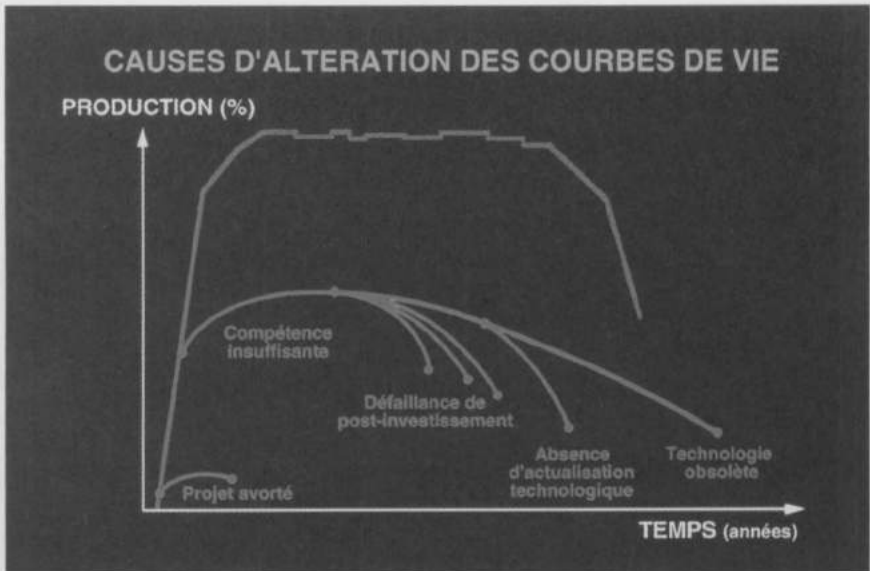 CAUSES D'ALTERATION DES COURBES DE VIE
PRODUCTION (%)
Compétence
insuffisante
Défaillance de
post-investissement
Absence
d'actualisation
technologique
Technologie
obsolète
Projet avorté
TEMPS (années)